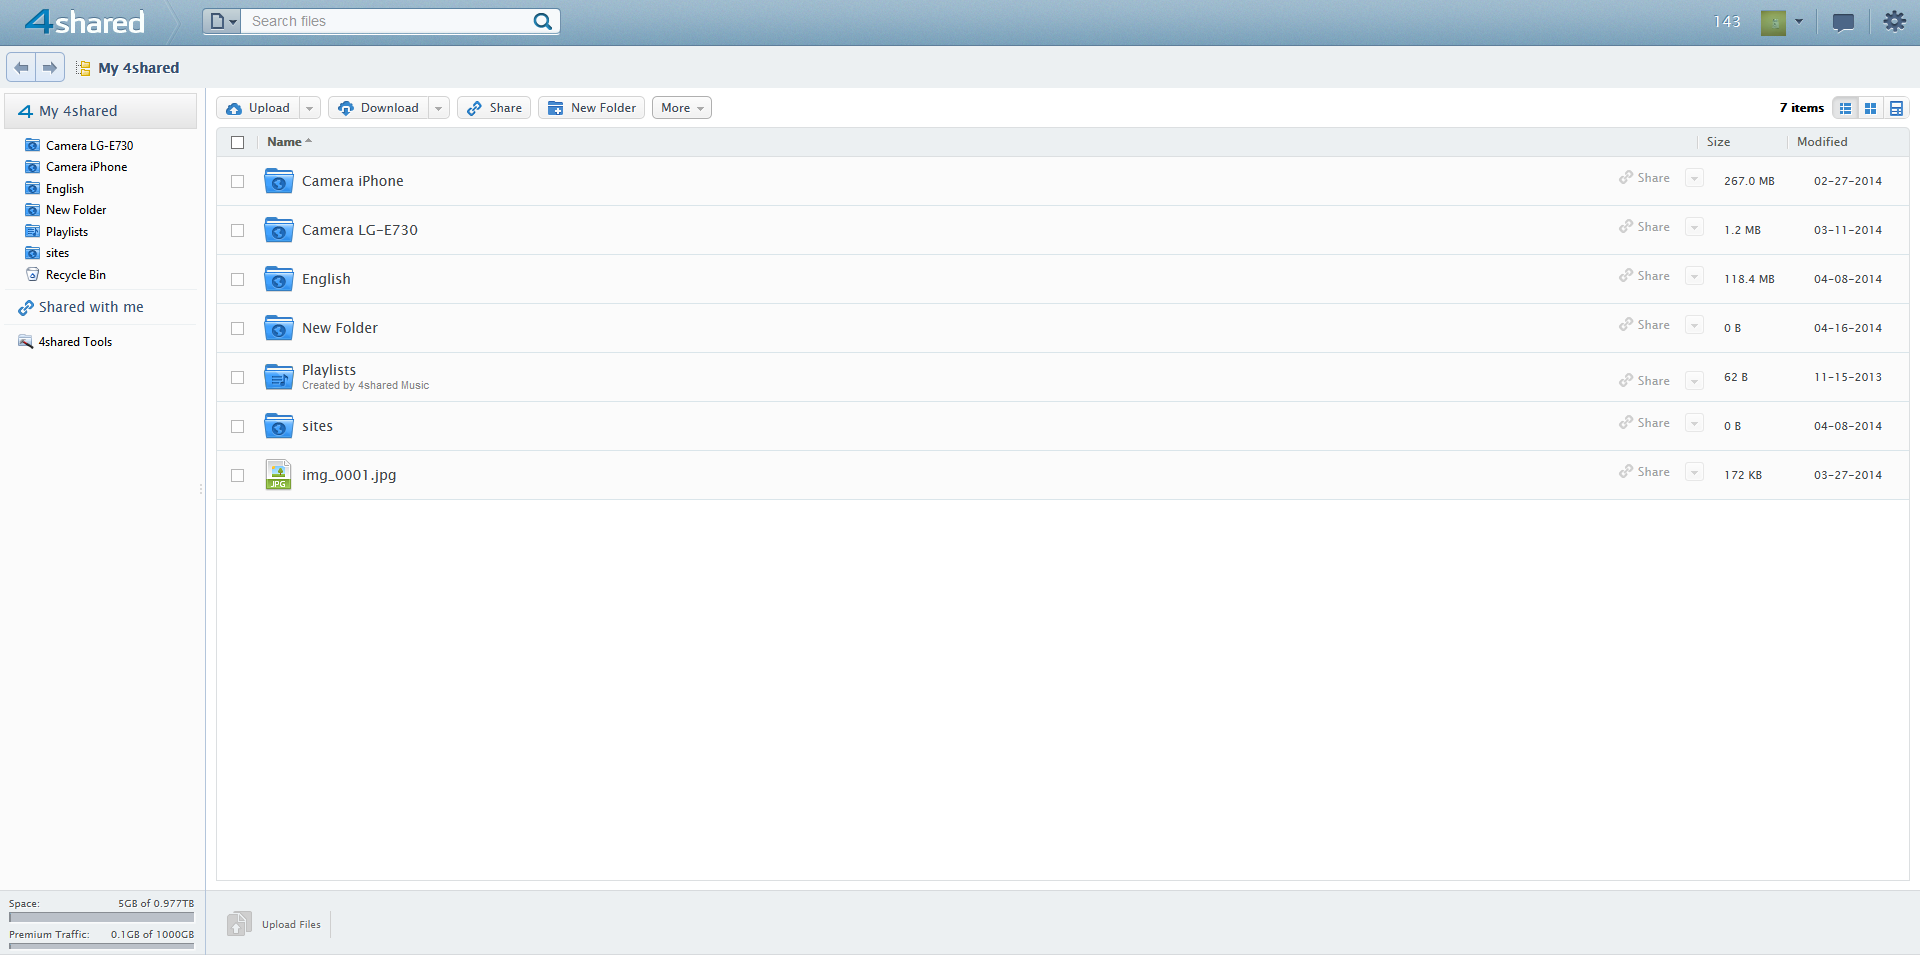 4shared
Search files
143
My 4shared
My 4shared
Camera LG-E730
Camera iPhone
English
New Folder
Playlists
sites
Recycle Bin
Shared with me
4shared Tools
Upload Download Share New Folder More 7 items
Name Size Modified
Camera iPhone Share 267.0 MB 02-27-2014
Camera LG-E730 Share 1.2 MB 03-11-2014
English Share 118.4 MB 04-08-2014
New Folder Share 0 B 04-16-2014
Playlists
Created by 4shared Music Share 62 B 11-15-2013
sites Share 0 B 04-08-2014
JPG img_0001.jpg Share 172 KB 03-27-2014
Space: 5GB of 0.977TB
Premium Traffic: 0.1GB of 1000GB
Upload Files